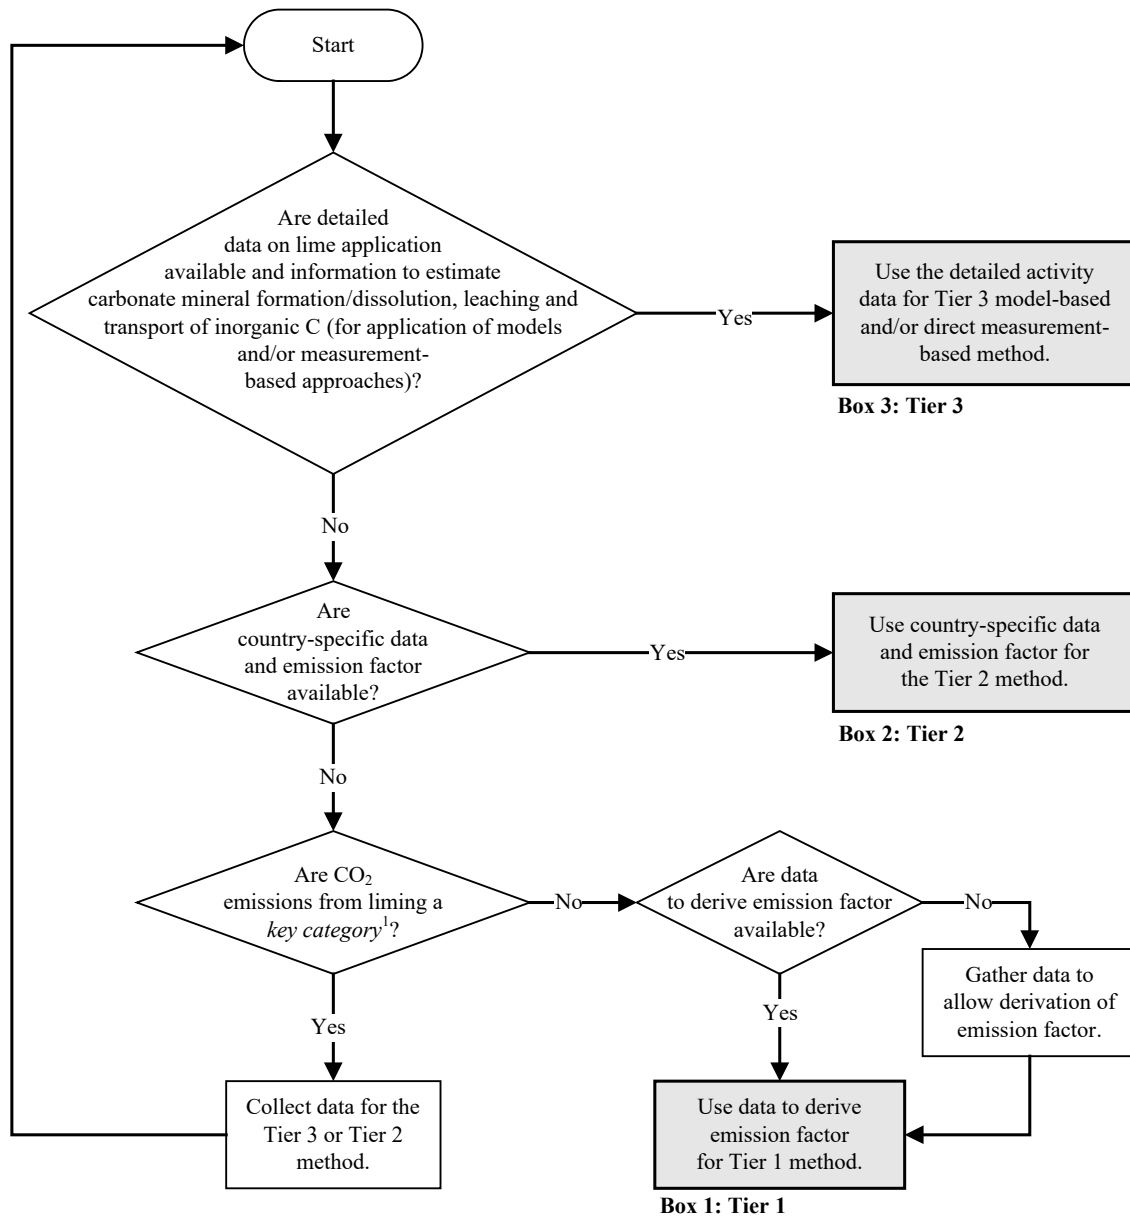 Start
Are detailed
data on lime application
available and information to estimate
carbonate mineral formation/dissolution, leaching and
transport of inorganic C (for application of models
and/or measurement-
based approaches)?
Yes
Use the detailed activity
data for Tier 3 model-based
and/or direct measurement-
based method.
Box 3: Tier 3
No
Are
country-specific data
and emission factor
available?
Yes
Use country-specific data
and emission factor for
the Tier 2 method.
Box 2: Tier 2
No
Are CO₂
emissions from liming a
key category¹?
No
Are data
to derive emission factor
available?
No
Gather data to
allow derivation of
emission factor.
Yes
Yes
Collect data for the
Tier 3 or Tier 2
method.
Use data to derive
emission factor
for Tier 1 method.
Box 1: Tier 1